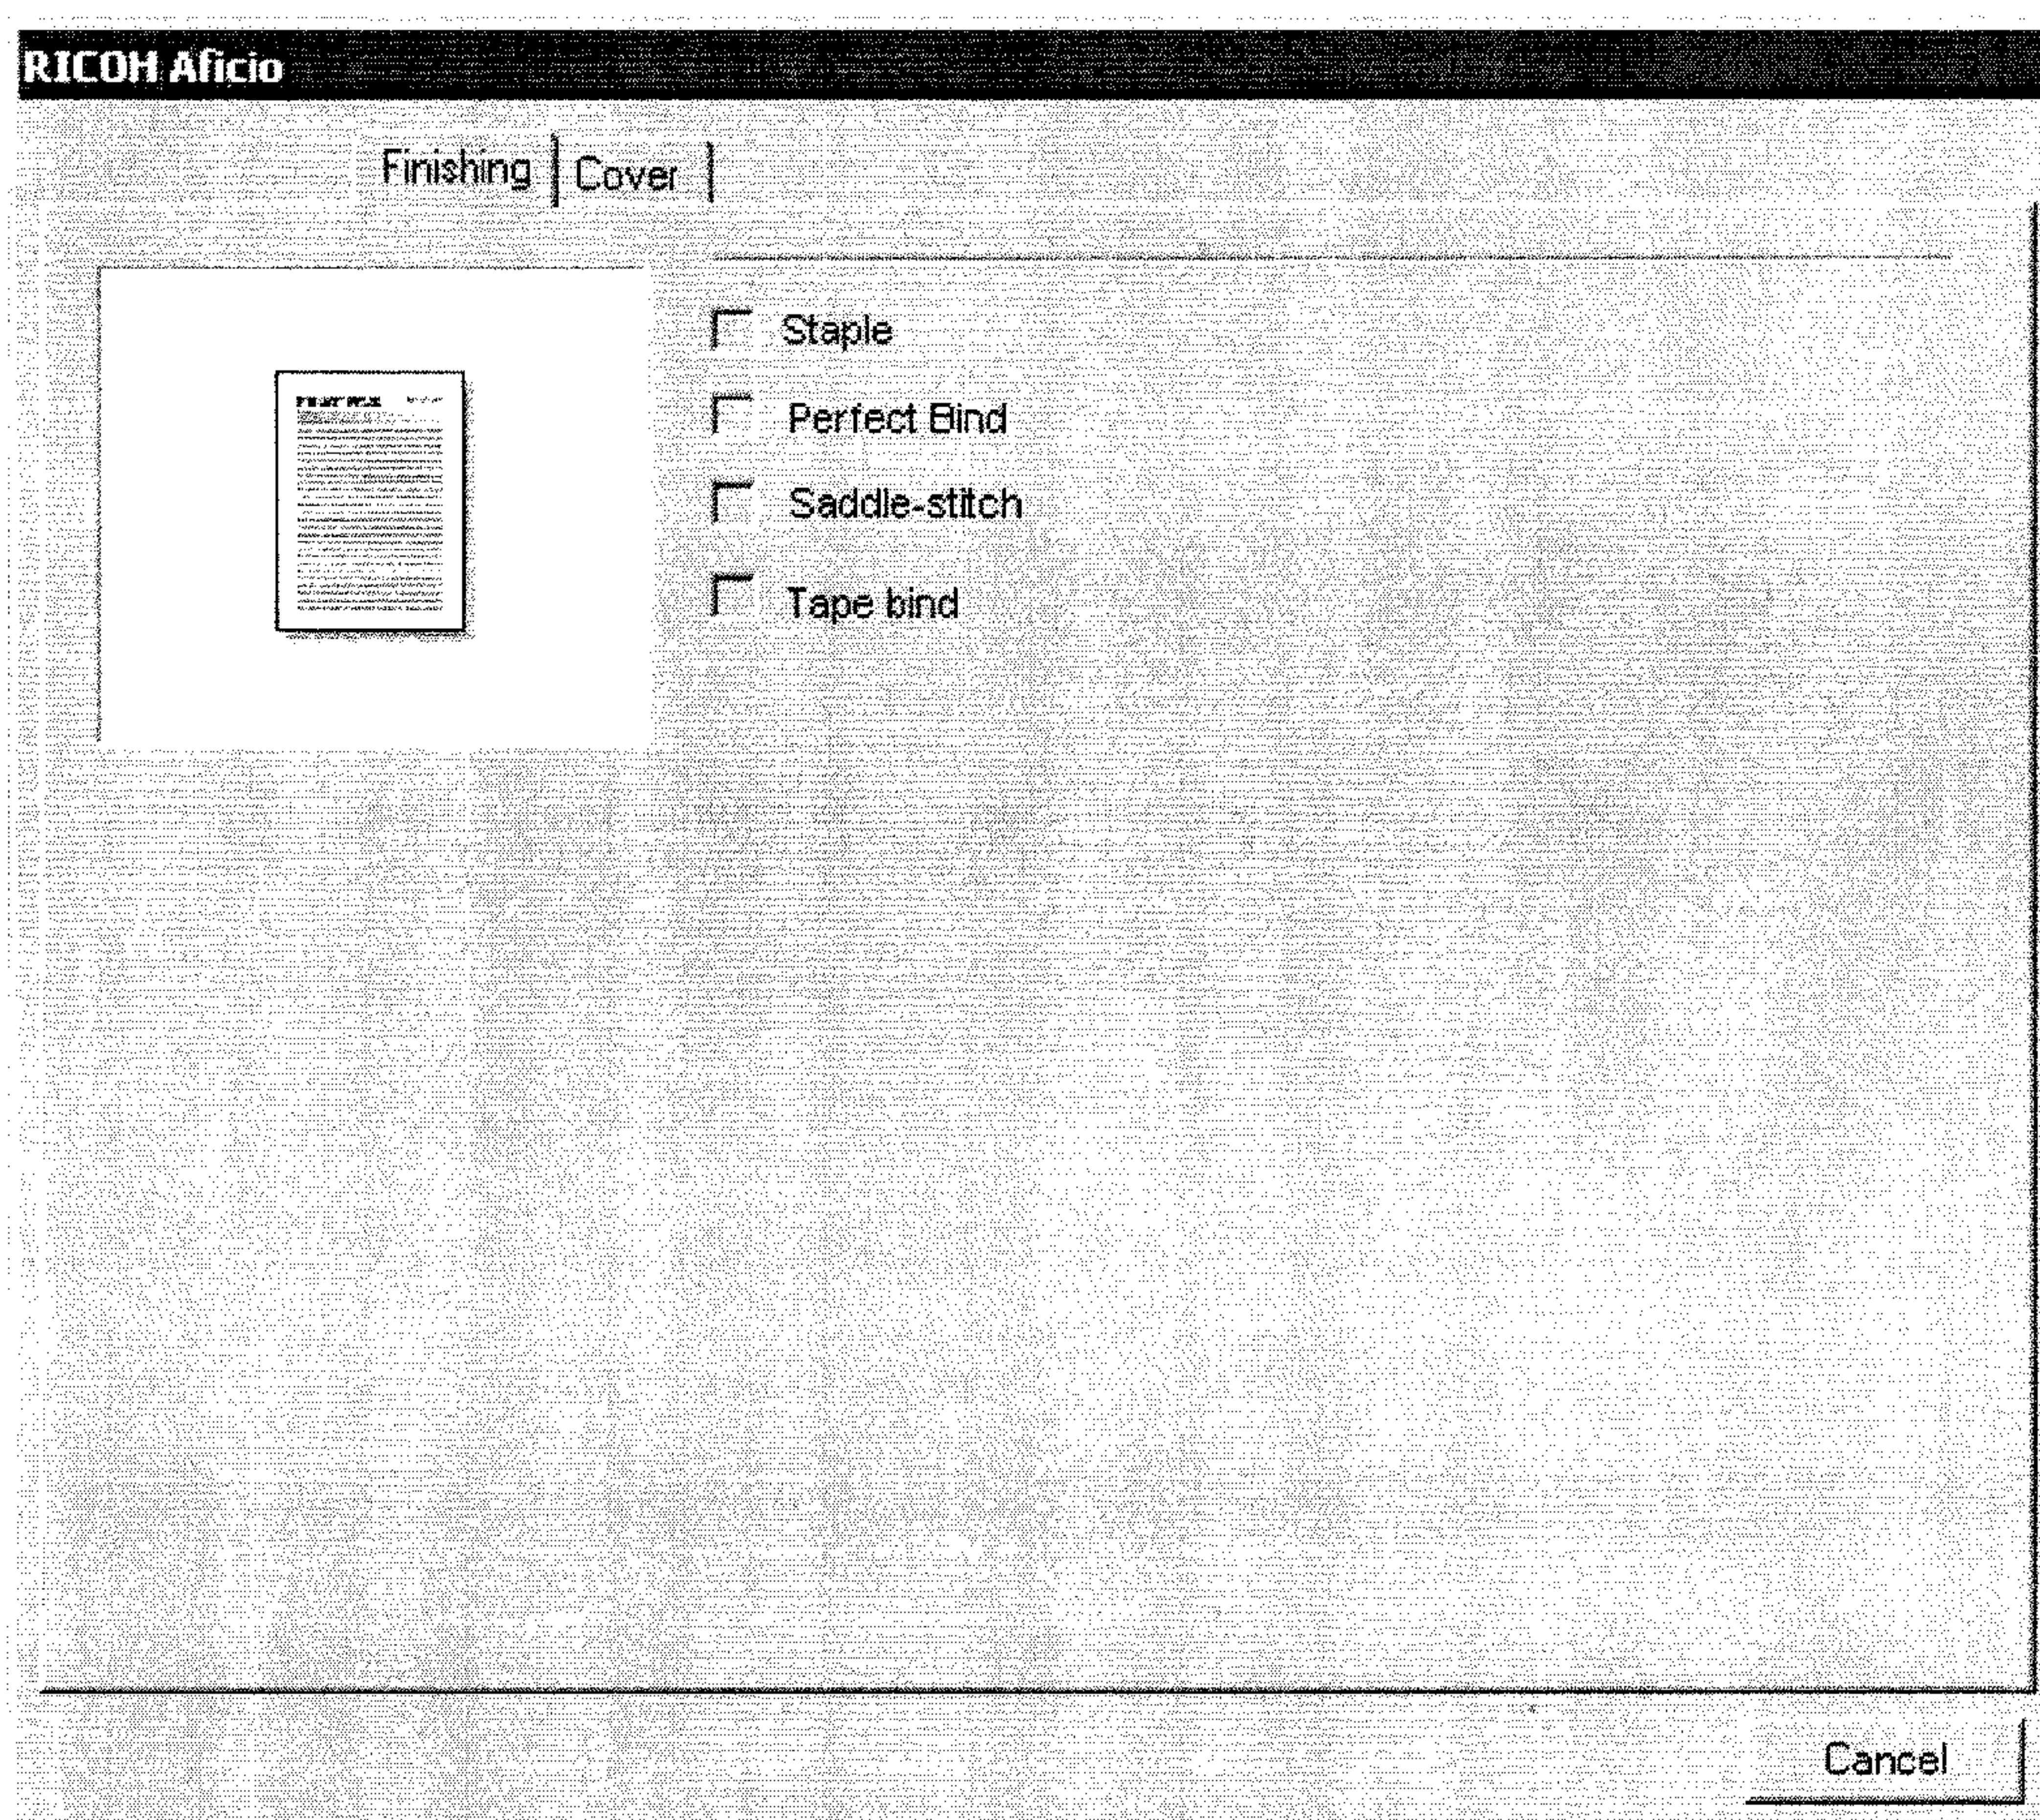 RICOH Aficio
Finishing
Cover
Staple
Perfect Bind
Saddle-stitch
Tape bind
Cancel